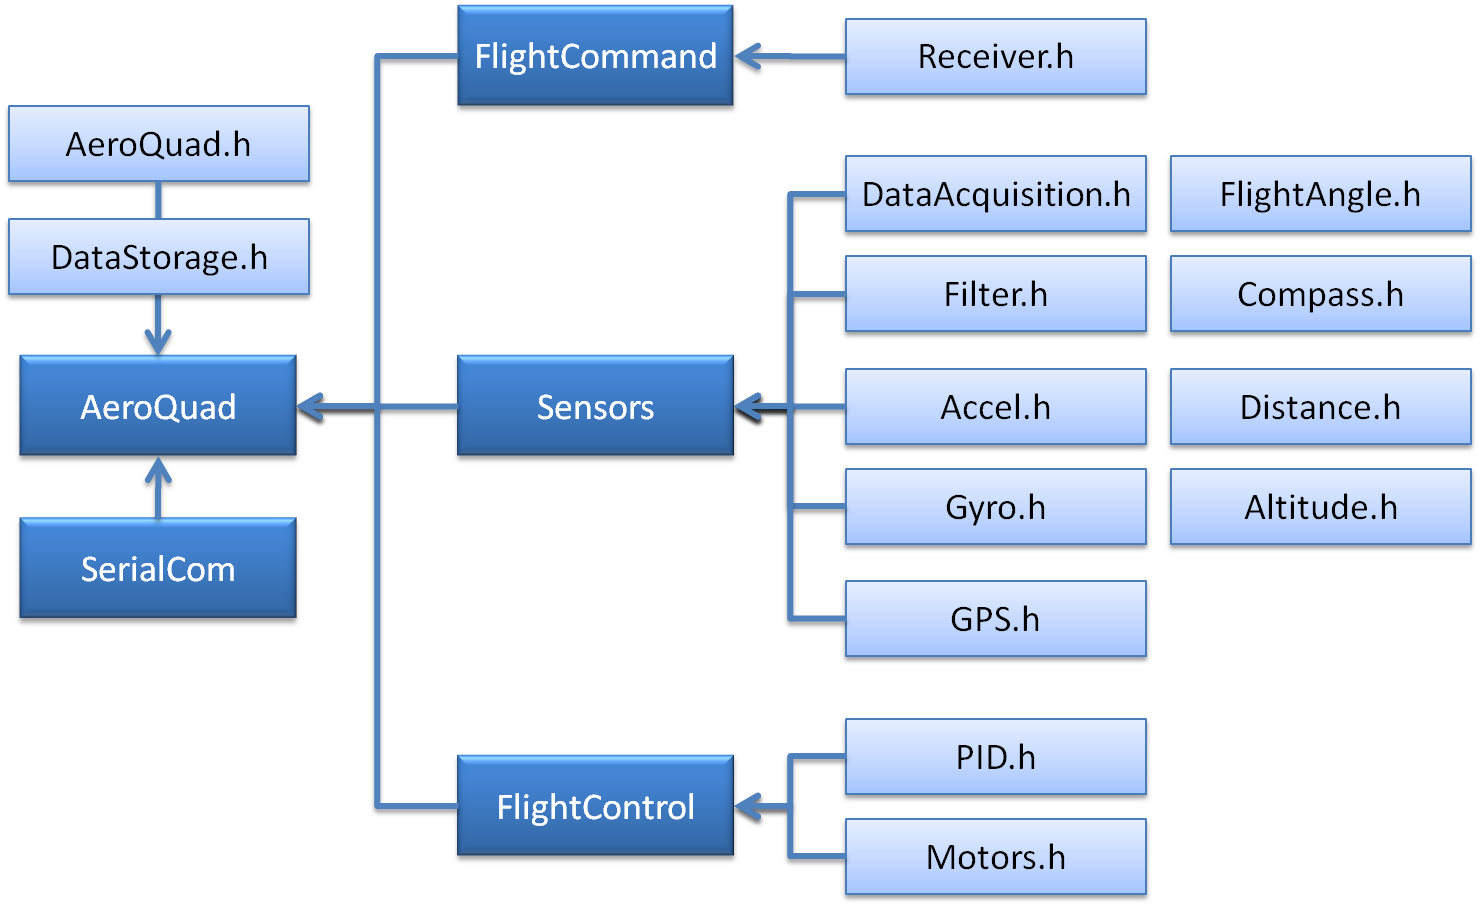 FlightCommand
Receiver.h
AeroQuad.h
DataStorage.h
AeroQuad
SerialCom
Sensors
DataAcquisition.h
FlightAngle.h
Filter.h
Compass.h
Accel.h
Distance.h
Gyro.h
Altitude.h
GPS.h
FlightControl
PID.h
Motors.h